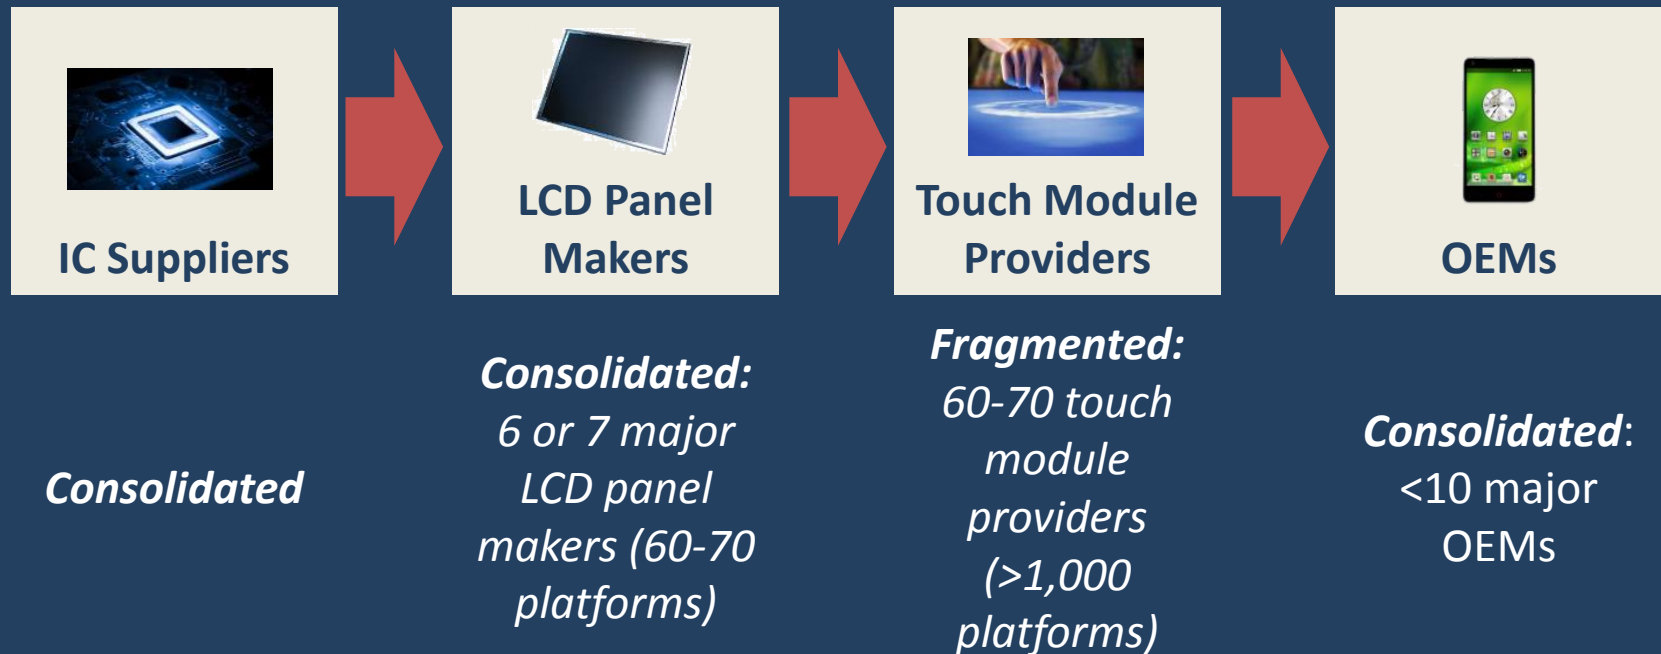 IC Suppliers
LCD Panel
Makers
Touch Module
Providers
OEMs
Consolidated
Consolidated:
6 or 7 major
LCD panel
makers (60-70
platforms)
Fragmented:
60-70 touch
module
providers
(>1,000
platforms)
Consolidated:
<10 major
OEMs